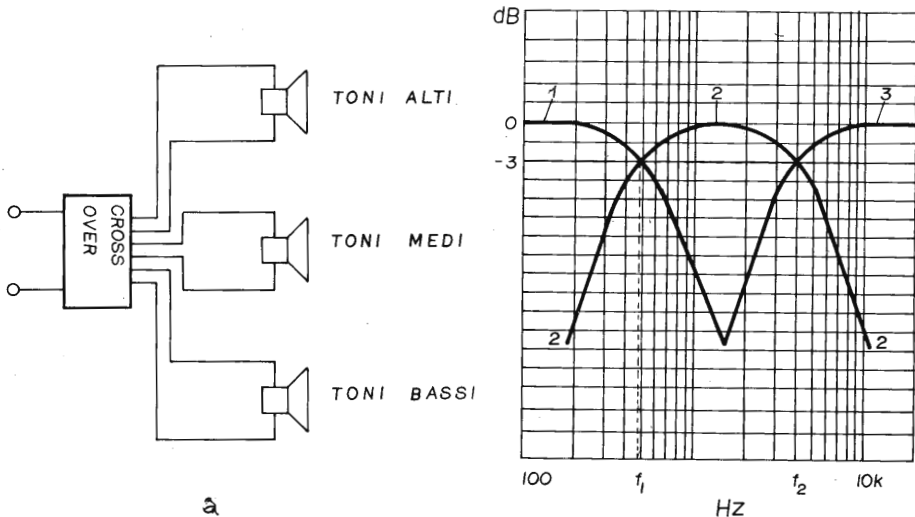 TONI ALTI
TONI MEDI
TONI BASSI
CROSS
OVER
a
dB
0
-3
1
2
3
2
2
100
f1
f2
10k
HZ